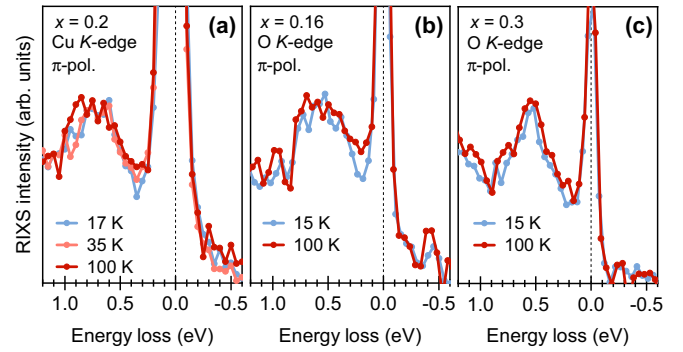 RIXS intensity (arb. units)
x = 0.2
Cu K-edge
π-pol.
(a)
17 K
35 K
100 K
1.0 0.5 0.0 -0.5
Energy loss (eV)
x = 0.16
O K-edge
π-pol.
(b)
15 K
100 K
1.0 0.5 0.0 -0.5
Energy loss (eV)
x = 0.3
O K-edge
π-pol.
(c)
15 K
100 K
1.0 0.5 0.0 -0.5
Energy loss (eV)